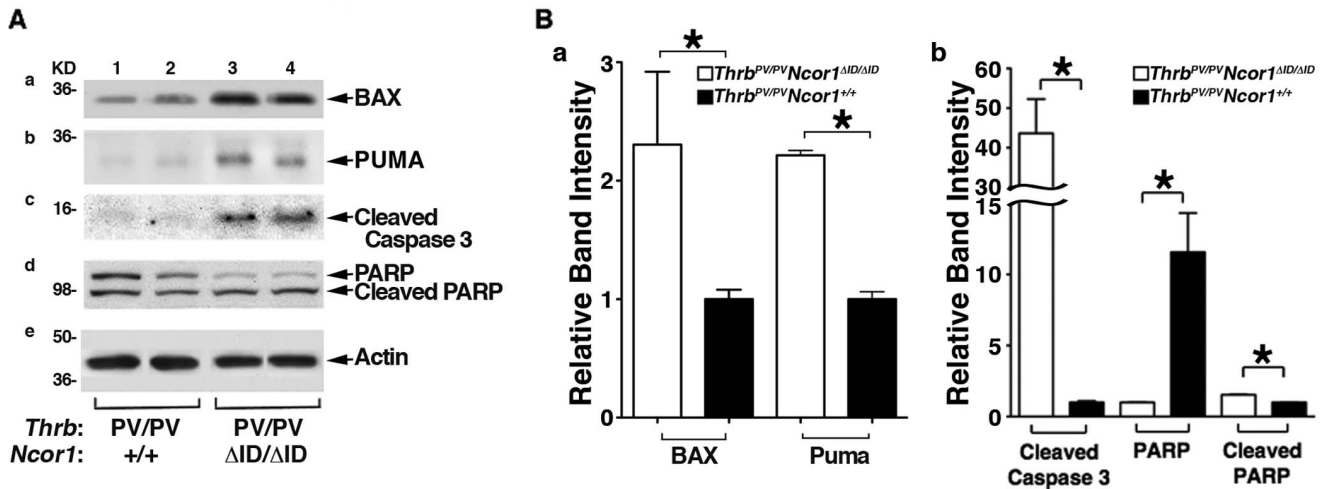 A
KD 1 2 3 4
a 36- BAX
b 36- PUMA
c 16- Cleaved
Caspase 3
d PARP
98- Cleaved PARP
e 50- Actin
36-
Thrb: PV/PV PV/PV
Ncor1: +/+ ΔID/ΔID
B
a
Relative Band Intensity
3
2
1
0
*
*
Thrb^PV/PV Ncor1^ΔID/ΔID
Thrb^PV/PV Ncor1^+/+
BAX Puma
b
Relative Band Intensity
60
50
40
30
15
10
5
0
*
*
*
Thrb^PV/PV Ncor1^ΔID/ΔID
Thrb^PV/PV Ncor1^+/+
Cleaved PARP Cleaved
Caspase 3 PARP